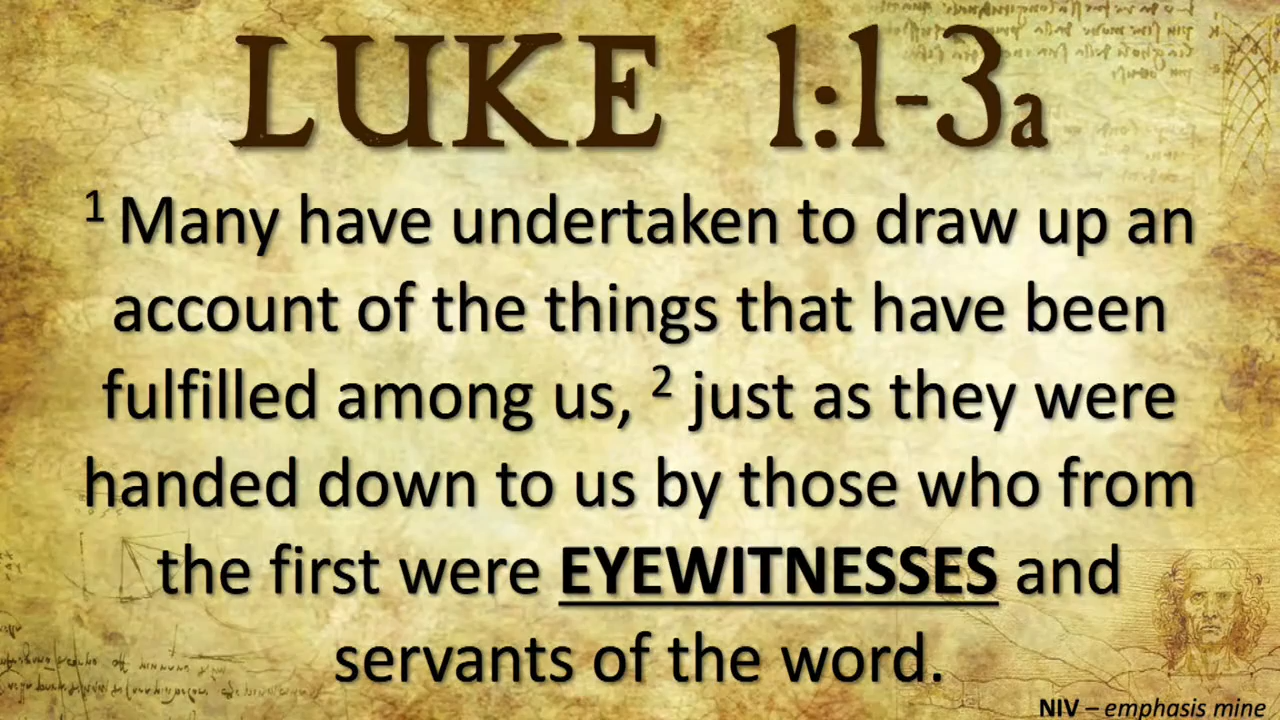 LUKE 1:1-3a
1 Many have undertaken to draw up an
account of the things that have been
fulfilled among us, 2 just as they were
handed down to us by those who from
the first were EYEWITNESSES and
servants of the word.
NIV – emphasis mine